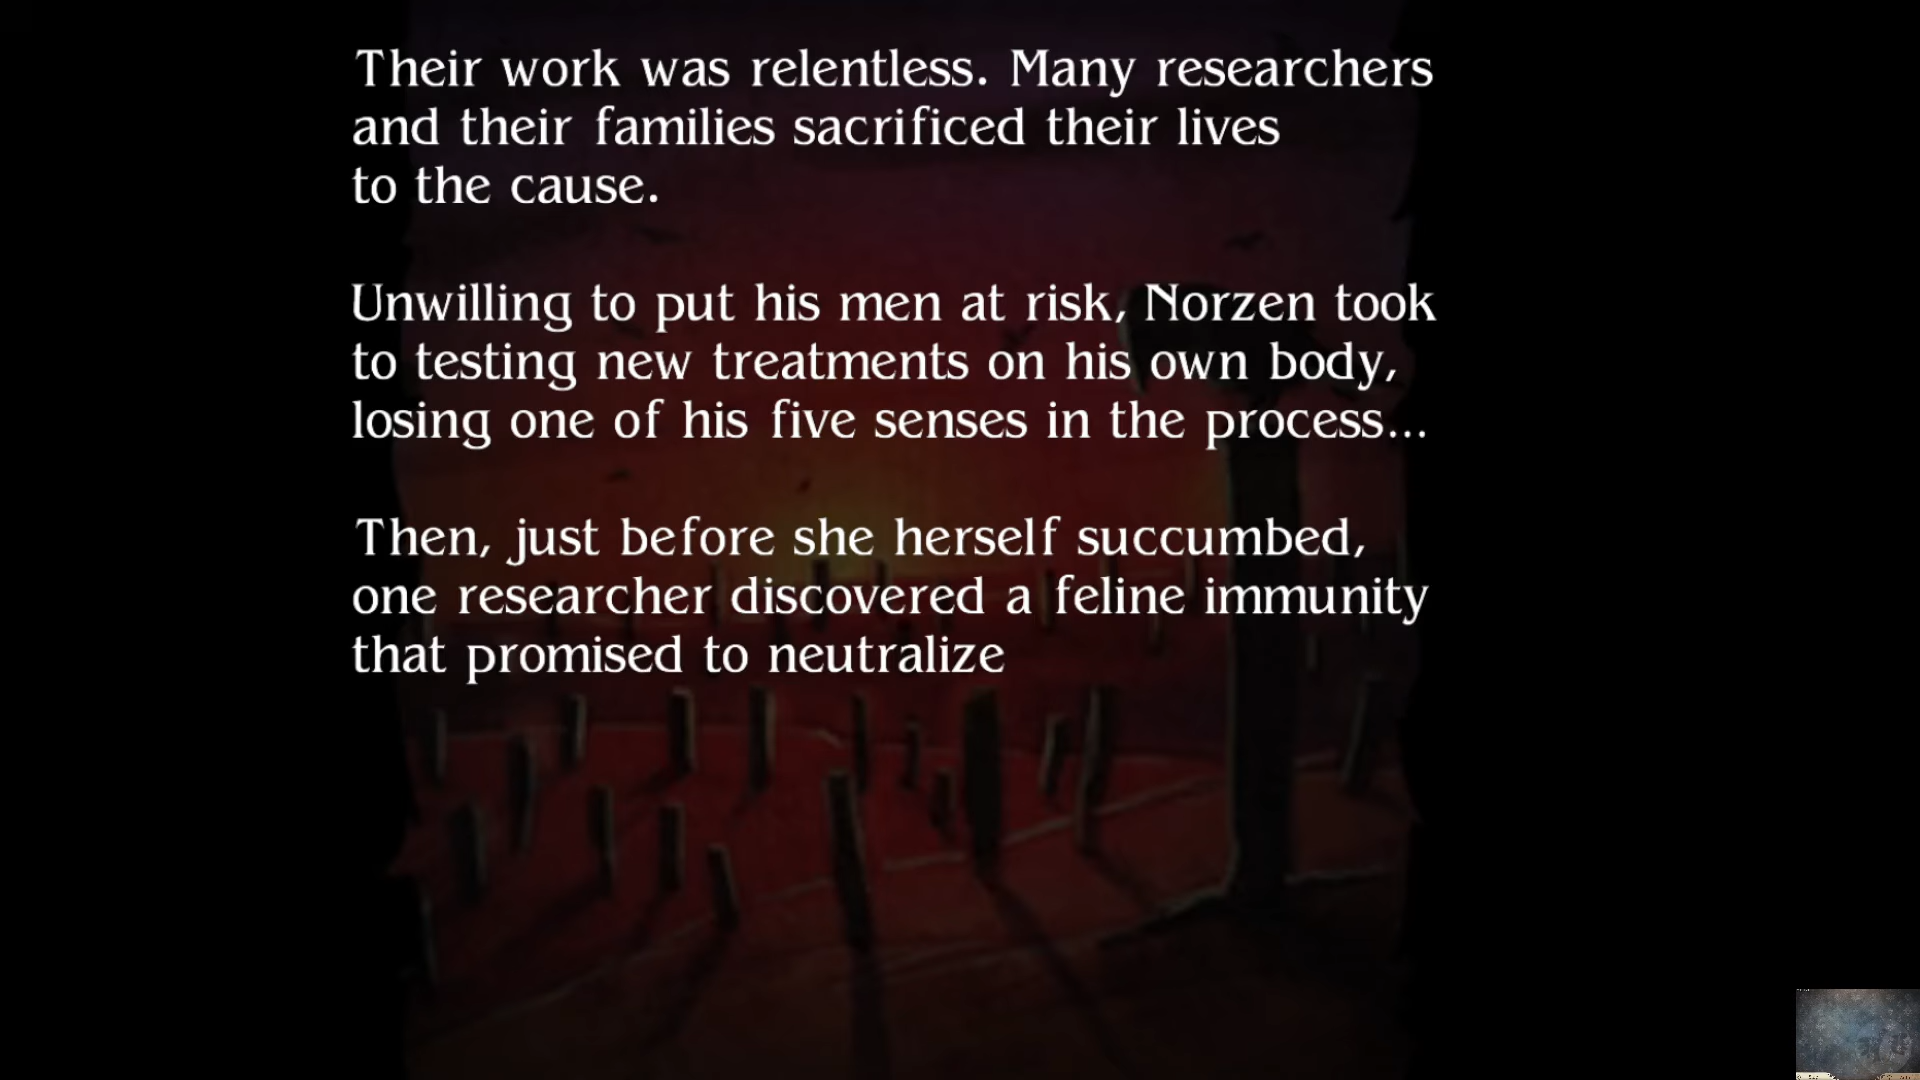 Their work was relentless. Many researchers
and their families sacrificed their lives
to the cause.
Unwilling to put his men at risk, Norzen took
to testing new treatments on his own body,
losing one of his five senses in the process...
Then, just before she herself succumbed,
one researcher discovered a feline immunity
that promised to neutralize